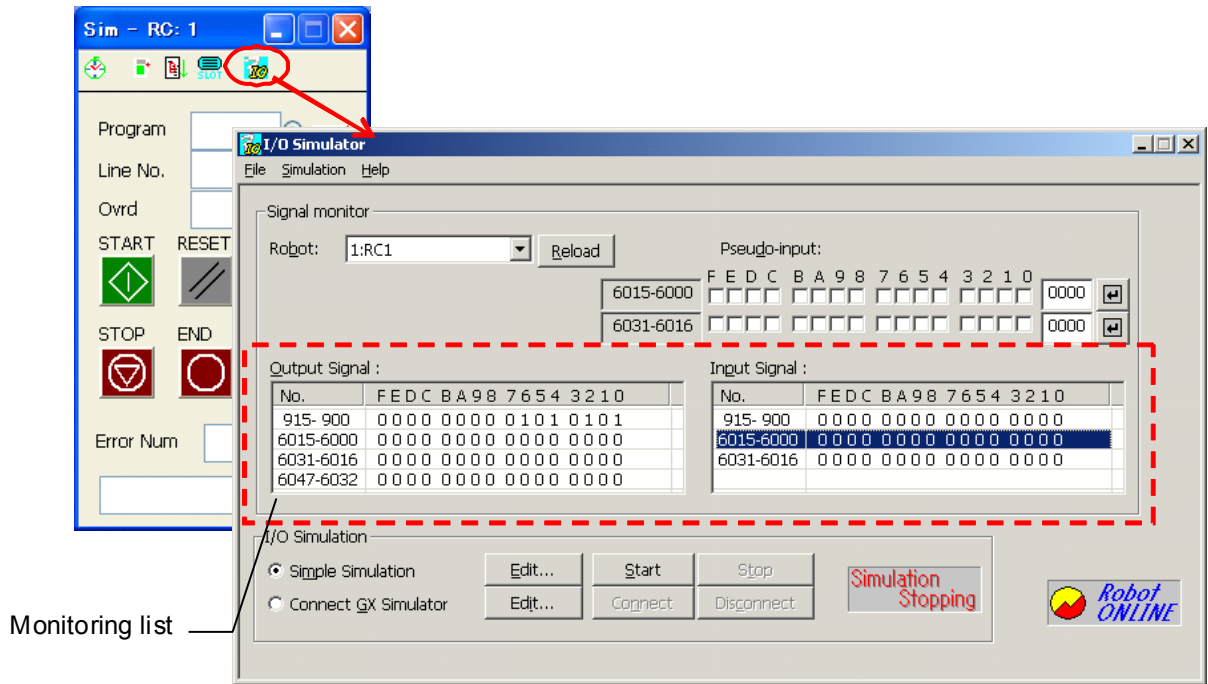 Sim - RC: 1
SLOT
Program
Line No.
Ovrd
START RESET
STOP END
Error Num
I/O Simulator
File Simulation Help
Signal monitor
Robot: 1:RC1 Reload Pseudo-input:
F E D C B A 9 8 7 6 5 4 3 2 1 0
6015-6000 0000
6031-6016 0000
Output Signal :
No. F E D C B A 9 8 7 6 5 4 3 2 1 0
915- 900 0 0 0 0 0 0 0 0 0 1 0 1 0 1 0 1
6015-6000 0 0 0 0 0 0 0 0 0 0 0 0 0 0 0 0
6031-6016 0 0 0 0 0 0 0 0 0 0 0 0 0 0 0 0
6047-6032 0 0 0 0 0 0 0 0 0 0 0 0 0 0 0 0
Input Signal :
No. F E D C B A 9 8 7 6 5 4 3 2 1 0
915- 900 0 0 0 0 0 0 0 0 0 0 0 0 0 0 0 0
6015-6000 0 0 0 0 0 0 0 0 0 0 0 0 0 0 0 0
6031-6016 0 0 0 0 0 0 0 0 0 0 0 0 0 0 0 0
I/O Simulation
Simple Simulation Edit... Start Stop
Connect GX Simulator Edit... Connect Disconnect
Simulation
Stopping
Robot
ONLINE
Monitoring list